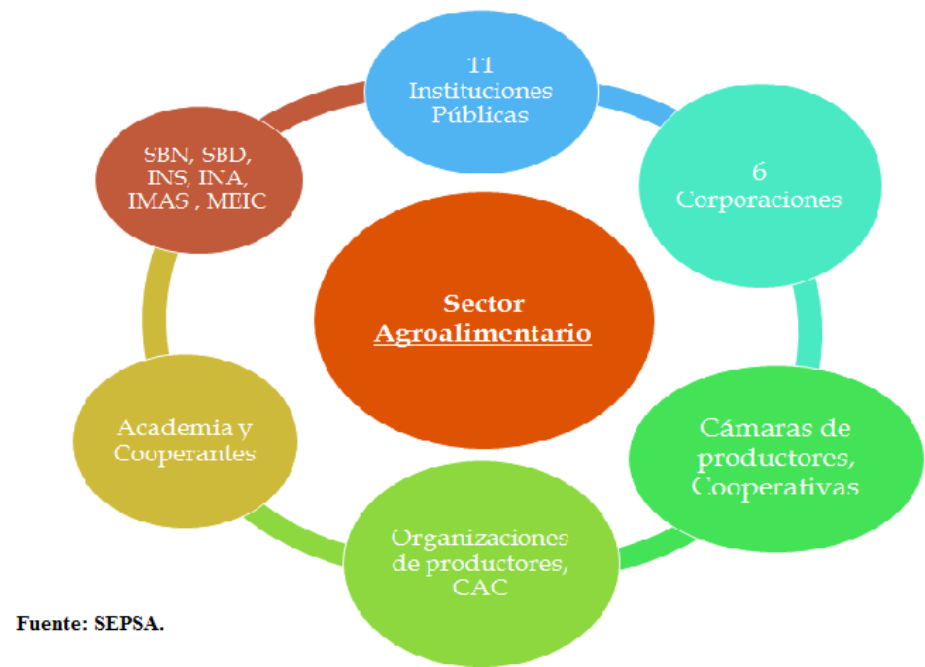 11
Instituciones
Públicas
6
Corporaciones
Cámaras de
productores,
Cooperativas
Organizaciones
de productores,
CAC
Academia y
Cooperantes
SBN, SBD,
INS, INA,
IMAS , MEIC
Sector
Agroalimentario
Fuente: SEPSA.